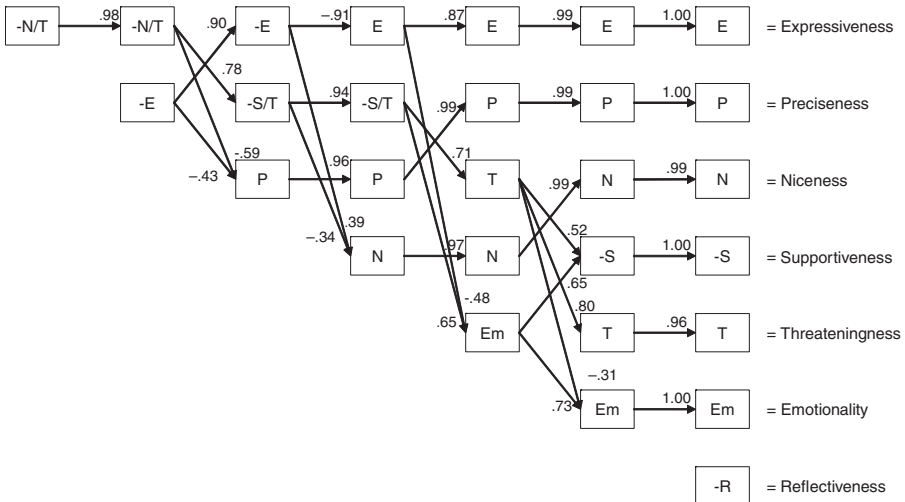 .98 .90 −.91 .87 .99 1.00
-N/T -N/T -E E E E E = Expressiveness
.78 .94 .99 .99 1.00
-E -S/T -S/T P P P = Preciseness
−.43 -.59 .96 .71 .99 .99
P P T N N = Niceness
−.34 .39 .97 .52 1.00
N N -S -S = Supportiveness
.65 -.48 .65 .80 .96
Em T T = Threateningness
.73 −.31 1.00
Em Em = Emotionality
-R = Reflectiveness